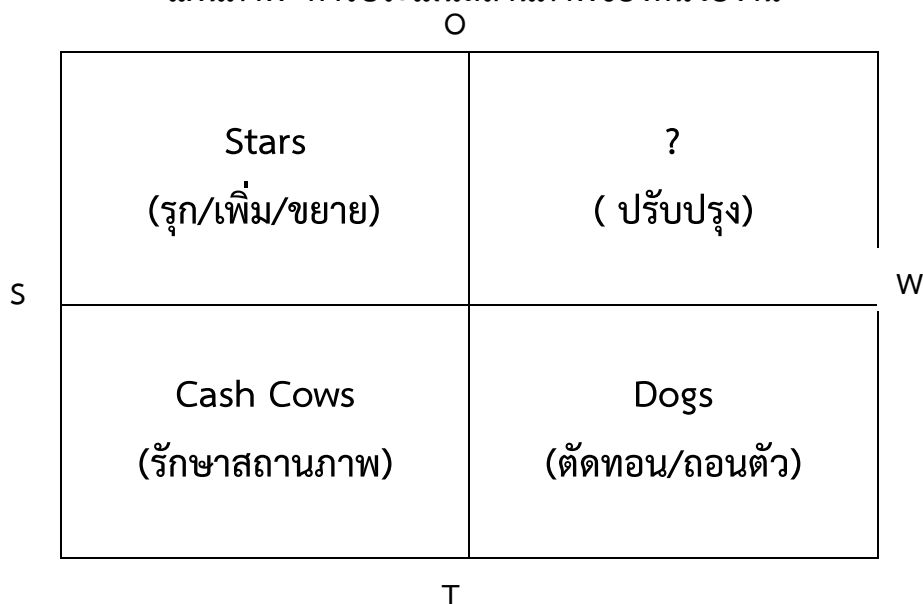 O
Stars
?
(รุก/เพิ่ม/ขยาย)
( ปรับปรุง)
S
W
Cash Cows
Dogs
(รักษาสถานภาพ)
(ตัดทอน/ถอนตัว)
T